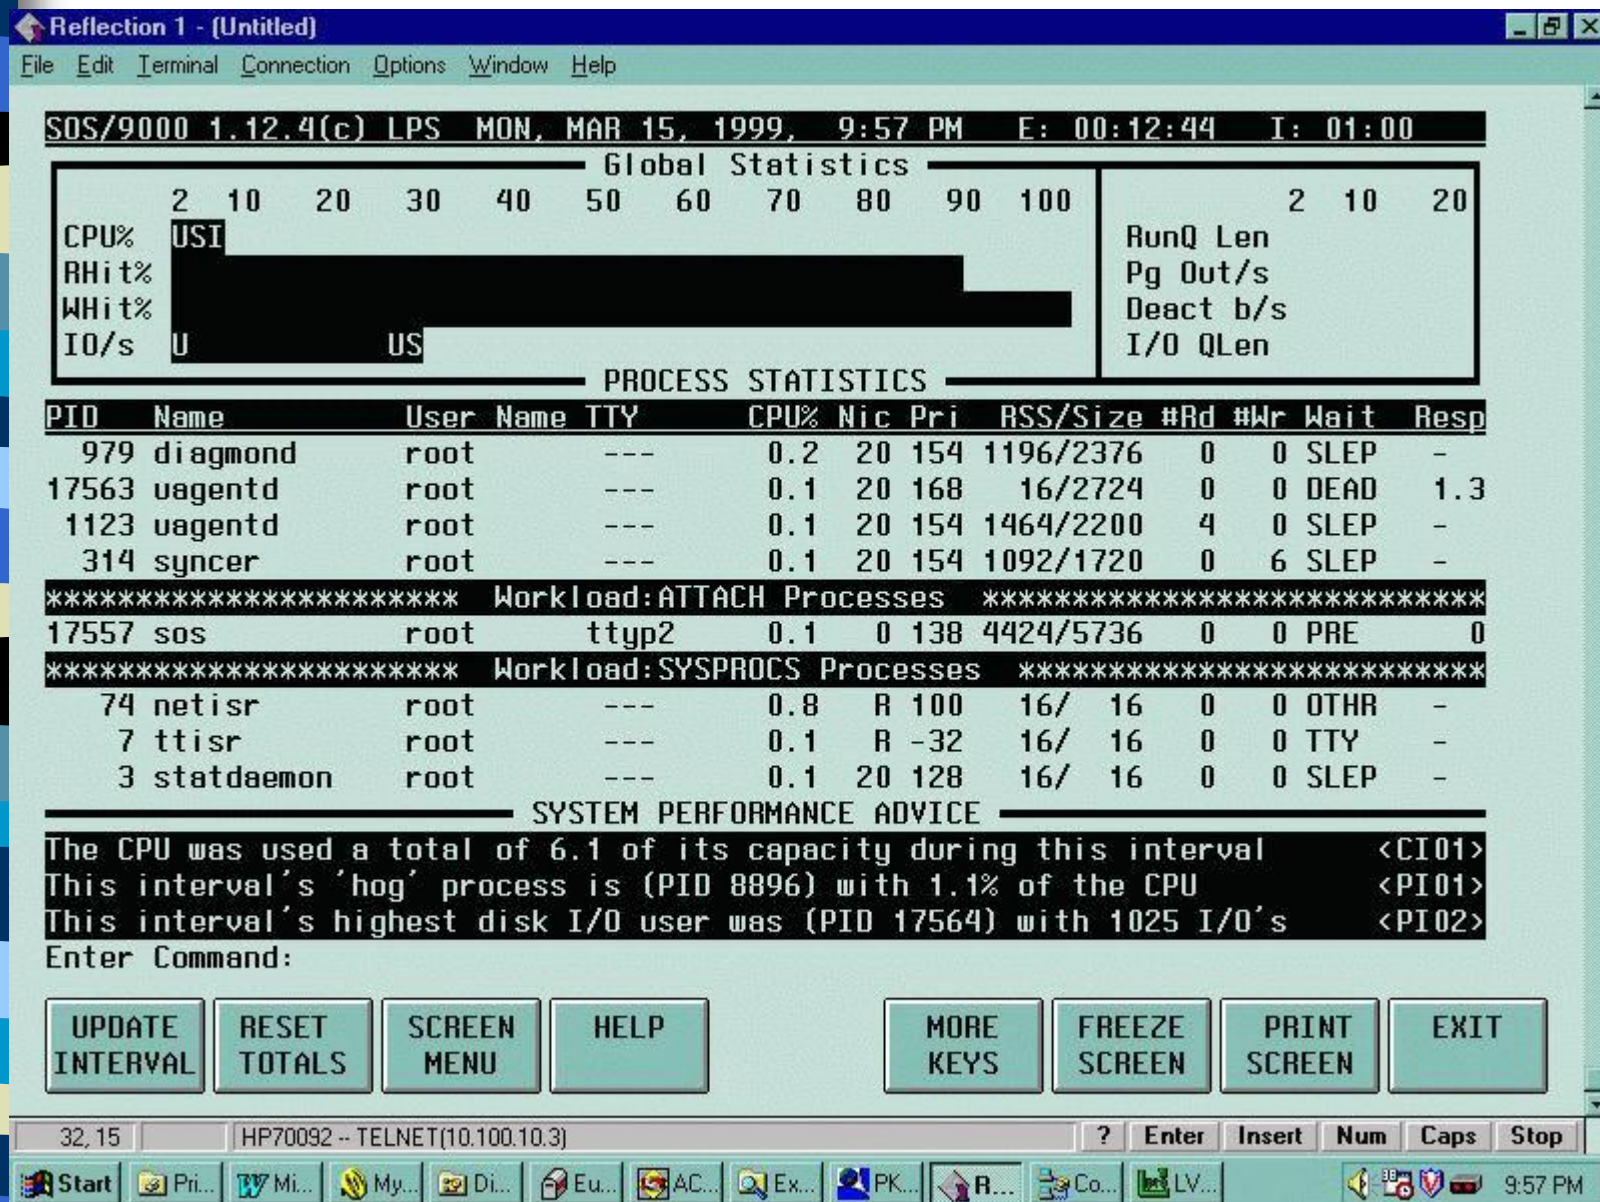 Reflection 1 - (Untitled)
File Edit Terminal Connection Options Window Help
SOS/9000 1.12.4(c) LPS MON, MAR 15, 1999, 9:57 PM E: 00:12:44 I: 01:00
Global Statistics
2 10 20 30 40 50 60 70 80 90 100 2 10 20
CPU% USI RunQ Len
RHit% Pg Out/s
WHit% Deact b/s
IO/s U US I/O QLen
PROCESS STATISTICS
PID Name User Name TTY CPU% Nic Pri RSS/Size #Rd #Wr Wait Resp
979 diagmond root --- 0.2 20 154 1196/2376 0 0 SLEP -
17563 uagentd root --- 0.1 20 168 16/2724 0 0 DEAD 1.3
1123 uagentd root --- 0.1 20 154 1464/2200 4 0 SLEP -
314 syncer root --- 0.1 20 154 1092/1720 0 6 SLEP -
*********************** Workload:ATTACH Processes ****************************
17557 sos root ttyp2 0.1 0 138 4424/5736 0 0 PRE 0
*********************** Workload:SYSPROCS Processes **************************
74 netisr root --- 0.8 R 100 16/ 16 0 0 OTHR -
7 ttisr root --- 0.1 R -32 16/ 16 0 0 TTY -
3 statdaemon root --- 0.1 20 128 16/ 16 0 0 SLEP -
SYSTEM PERFORMANCE ADVICE
The CPU was used a total of 6.1 of its capacity during this interval <CI01>
This interval's 'hog' process is (PID 8896) with 1.1% of the CPU <PI01>
This interval's highest disk I/O user was (PID 17564) with 1025 I/O's <PI02>
Enter Command:
UPDATE INTERVAL
RESET TOTALS
SCREEN MENU
HELP
MORE KEYS
FREEZE SCREEN
PRINT SCREEN
EXIT
32, 15 HP70092 -- TELNET(10.100.10.3) ? Enter Insert Num Caps Stop
Start Pri... Mi... My... Di... Eu... AC... Ex... PK... R... Co... LV... 9:57 PM